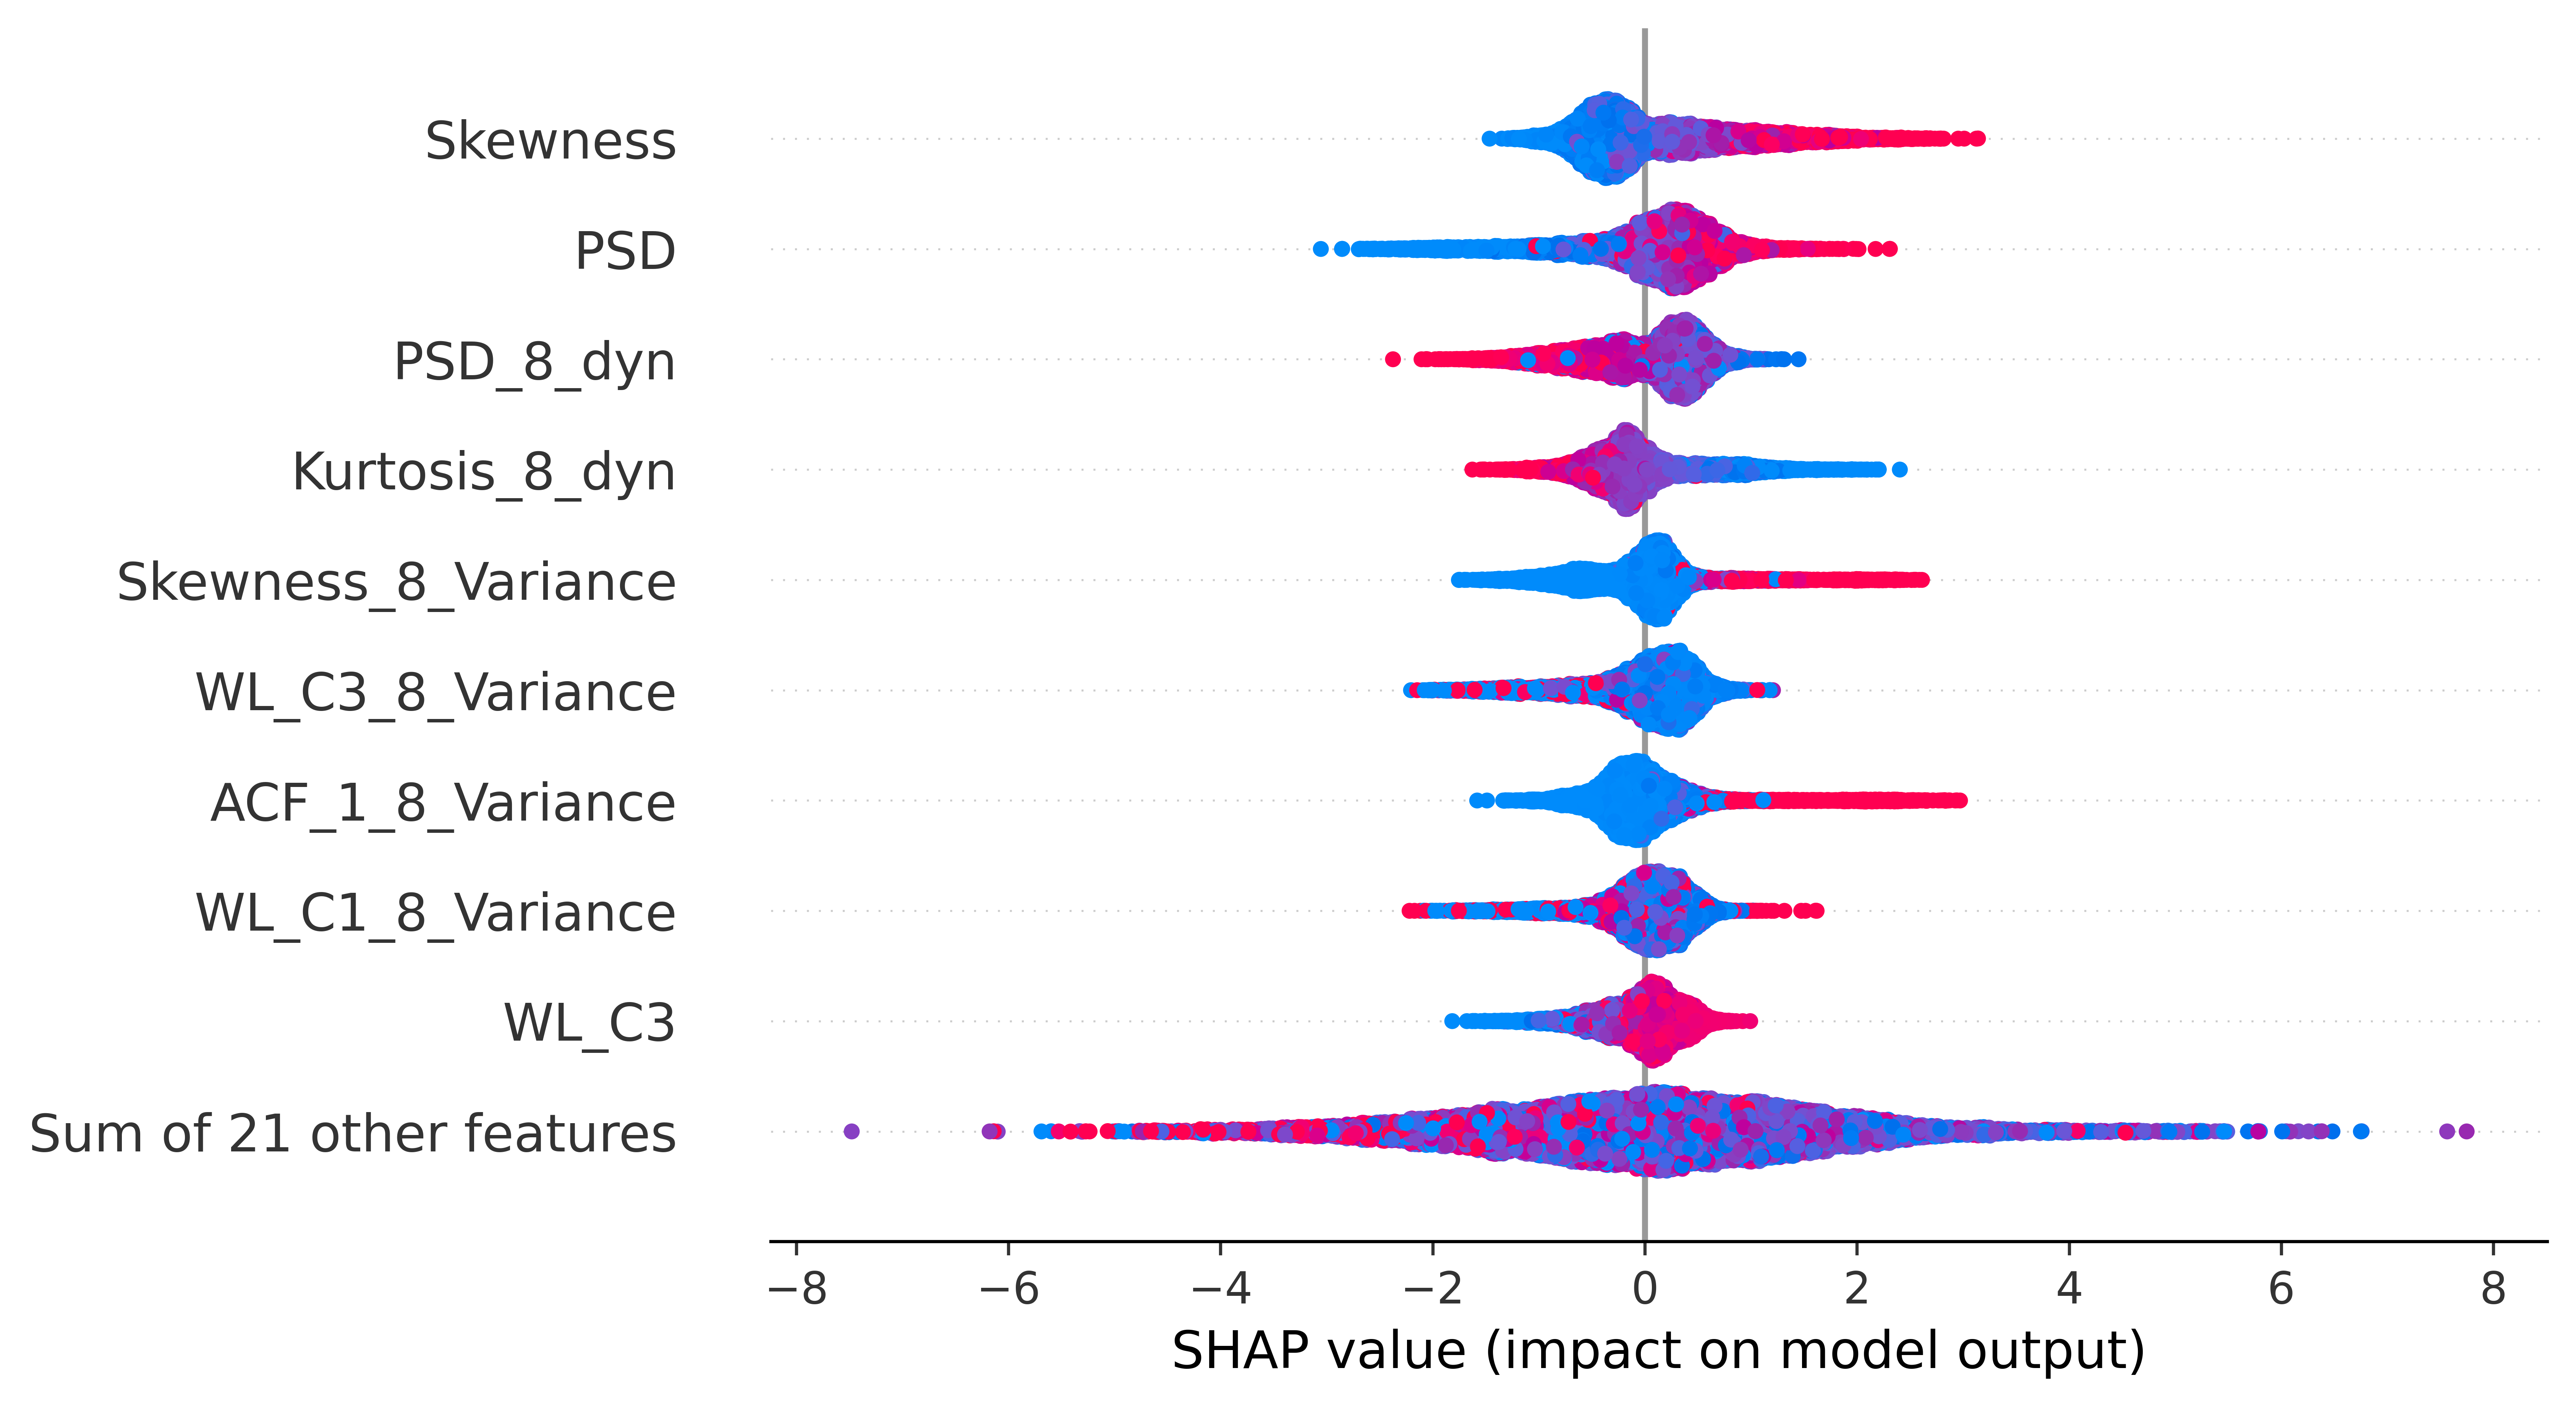 Skewness
PSD
PSD_8_dyn
Kurtosis_8_dyn
Skewness_8_Variance
WL_C3_8_Variance
ACF_1_8_Variance
WL_C1_8_Variance
WL_C3
Sum of 21 other features
−8 −6 −4 −2 0 2 4 6 8
SHAP value (impact on model output)